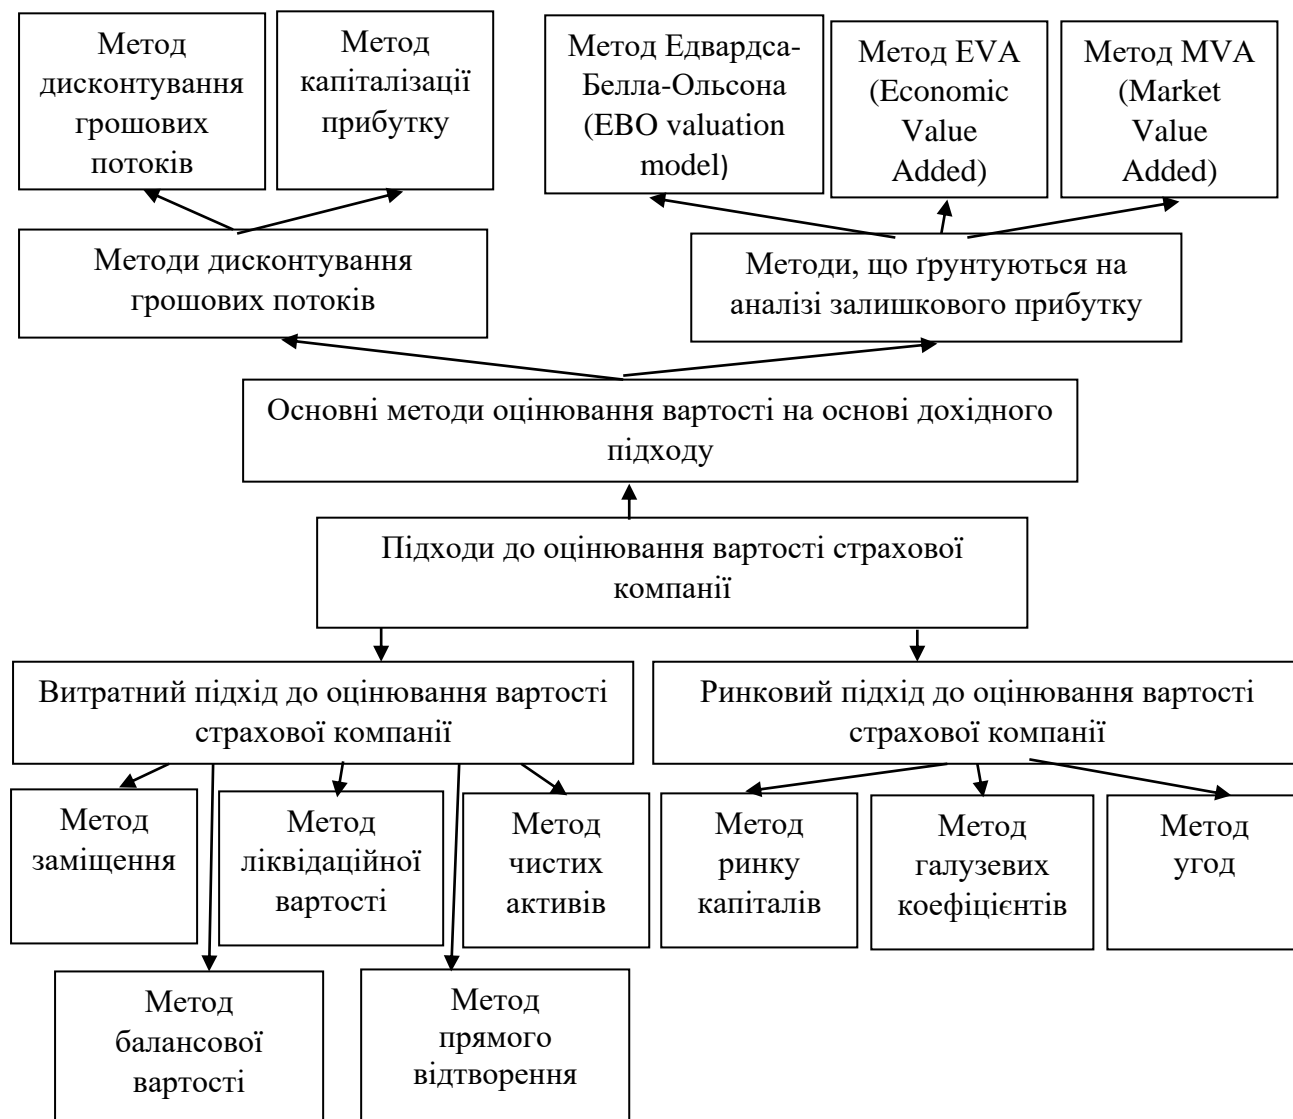 Метод
дисконтування
грошових
потоків
Метод
капіталізації
прибутку
Метод Едвардса-
Белла-Ольсона
(EBO valuation
model)
Метод EVA
(Economic
Value
Added)
Метод MVA
(Market
Value
Added)
Методи дисконтування
грошових потоків
Методи, що ґрунтуються на
аналізі залишкового прибутку
Основні методи оцінювання вартості на основі дохідного
підходу
Підходи до оцінювання вартості страхової
компанії
Витратний підхід до оцінювання вартості
страхової компанії
Ринковий підхід до оцінювання вартості
страхової компанії
Метод
заміщення
Метод
ліквідаційної
вартості
Метод
чистих
активів
Метод
ринку
капіталів
Метод
галузевих
коефіцієнтів
Метод
угод
Метод
балансової
вартості
Метод
прямого
відтворення